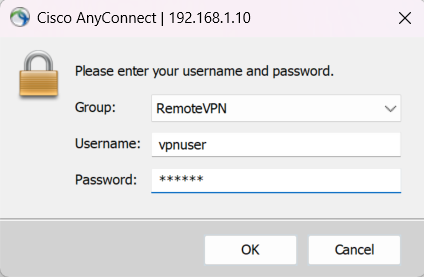 Cisco AnyConnect | 192.168.1.10
Please enter your username and password.
Group: RemoteVPN
Username: vpnuser
Password: ******
OK Cancel